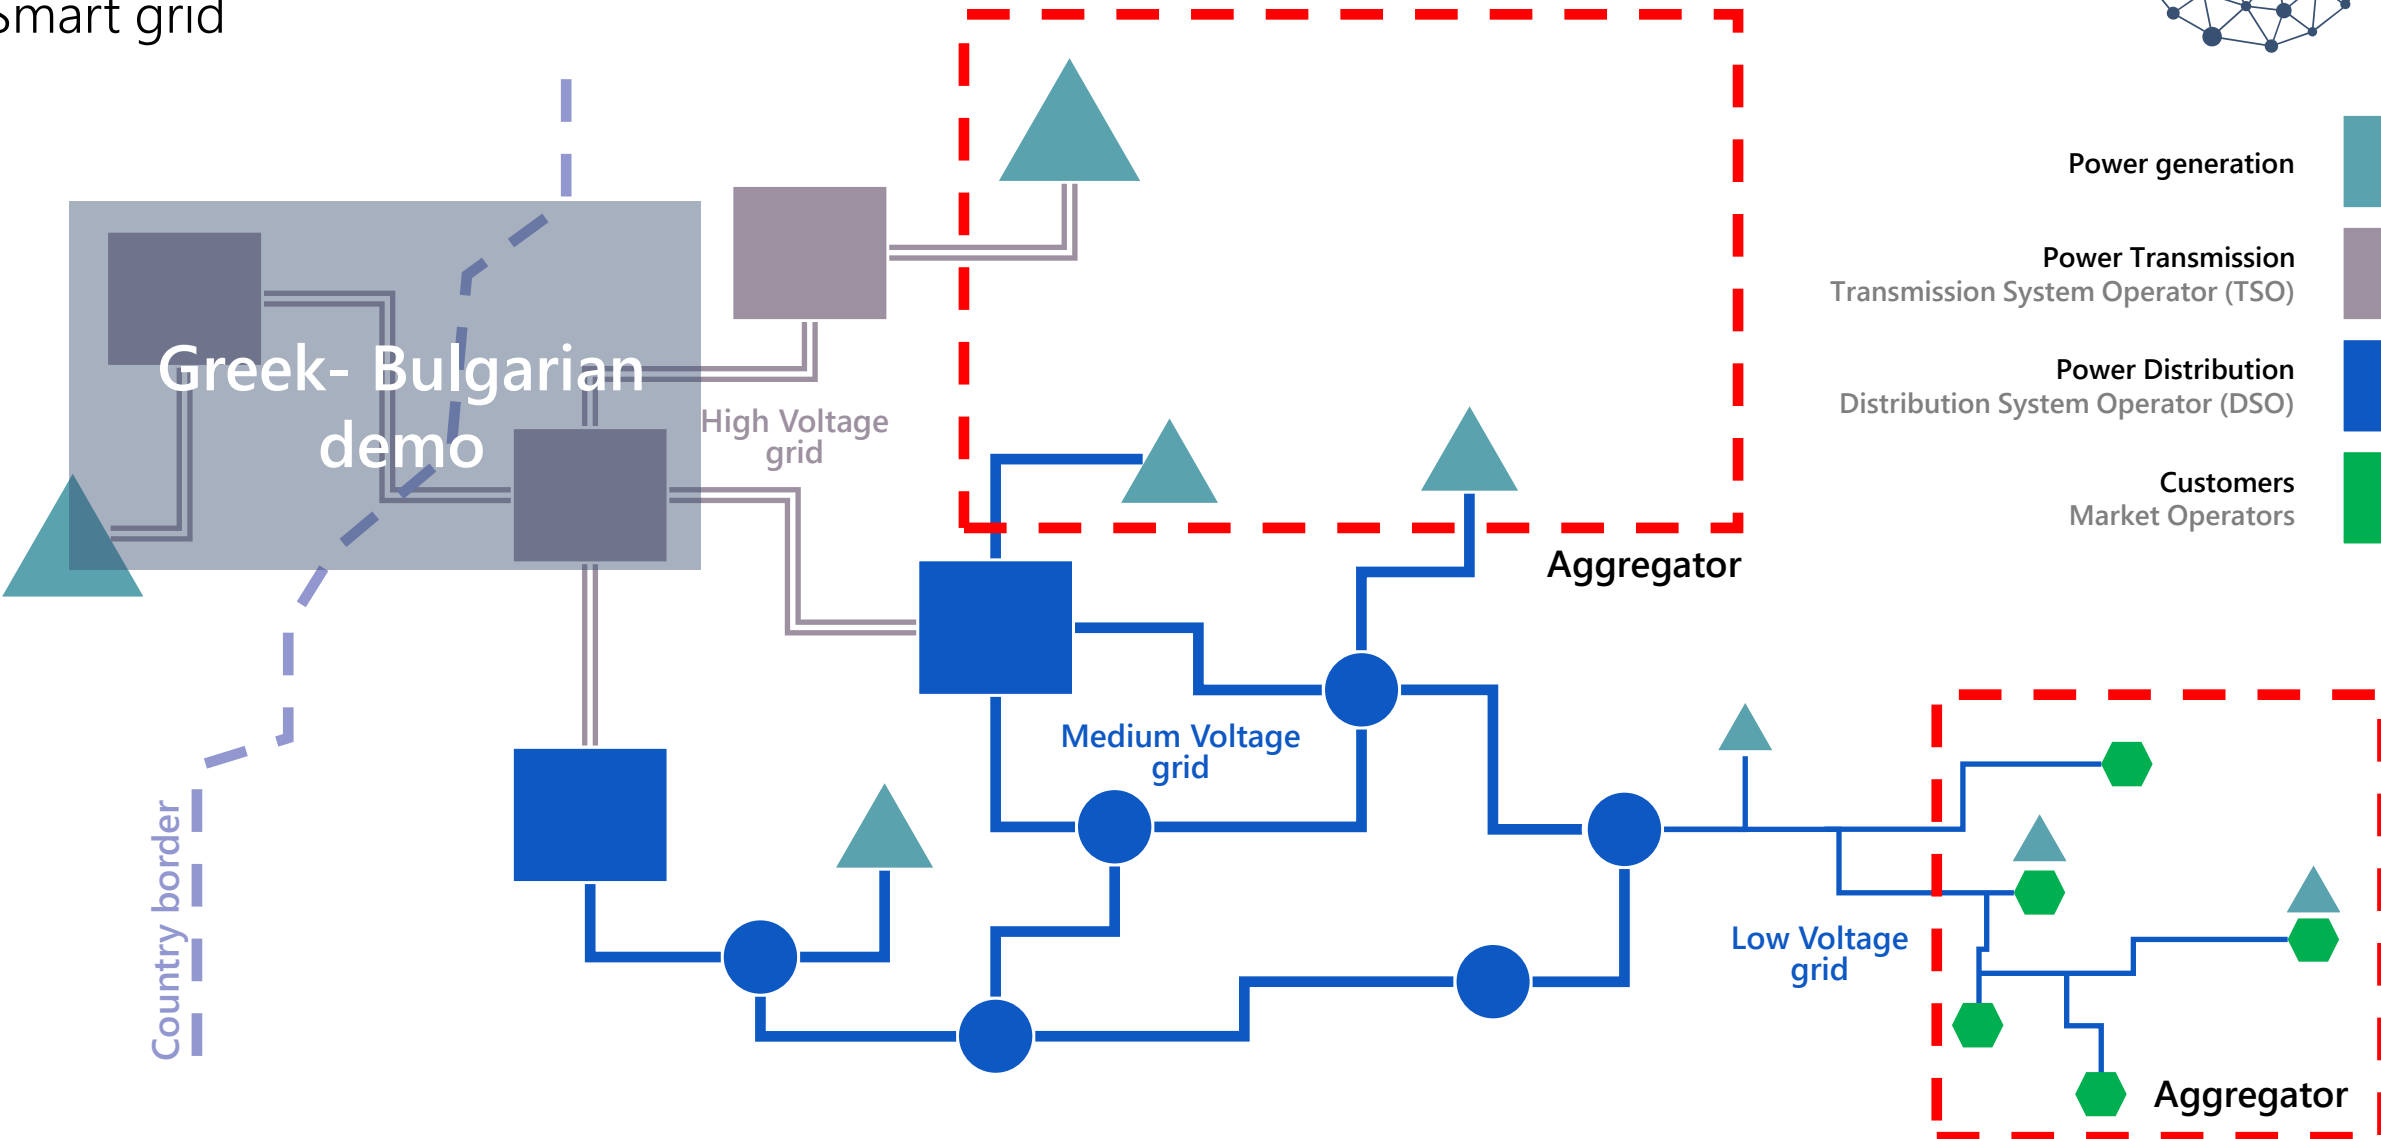 Smart grid
Greek- Bulgarian
demo
High Voltage
grid
Aggregator
Power generation
Power Transmission
Transmission System Operator (TSO)
Power Distribution
Distribution System Operator (DSO)
Customers
Market Operators
Medium Voltage
grid
Country border
Low Voltage
grid
Aggregator